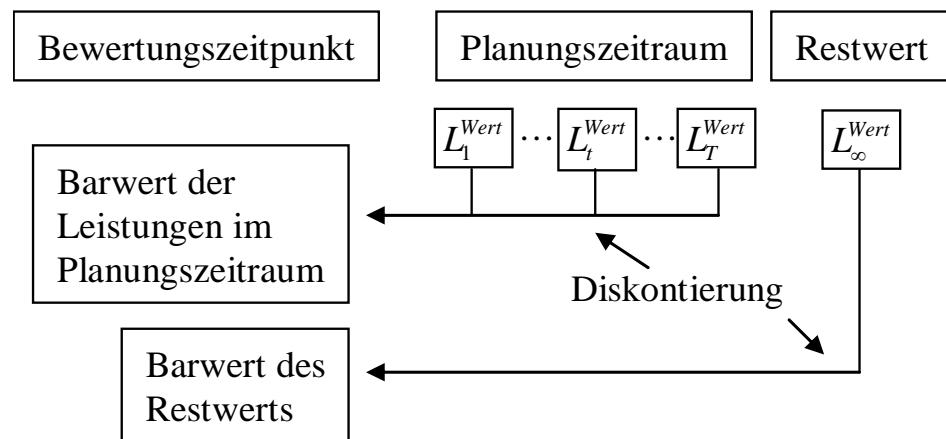 Bewertungszeitpunkt Planungszeitraum Restwert
L_1^{Wert} ⋯ L_t^{Wert} ⋯ L_T^{Wert} L_∞^{Wert}
Barwert der
Leistungen im
Planungszeitraum
Diskontierung
Barwert des
Restwerts